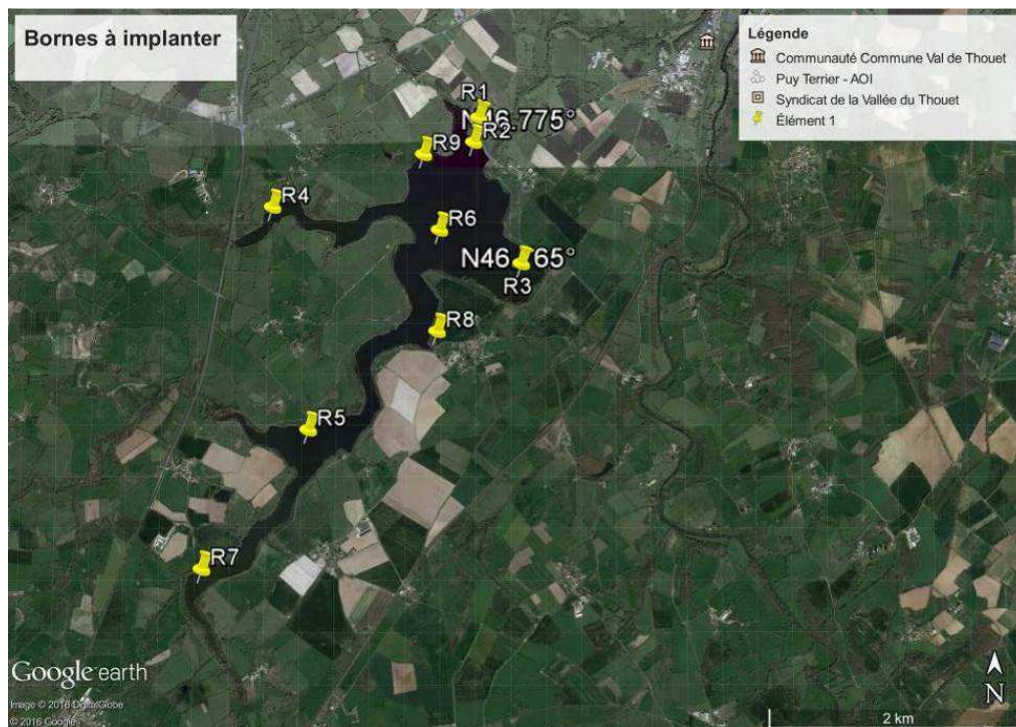 Bornes à implanter
Légende
Communauté Commune Val de Thouet
Puy Terrier - AOI
Syndicat de la Vallée du Thouet
Élément 1
R1
R2
R9
R4
R6
R3
R8
R5
R7
Google earth
Image © 2016 DigitalGlobe
© 2016 Google
2 km
N